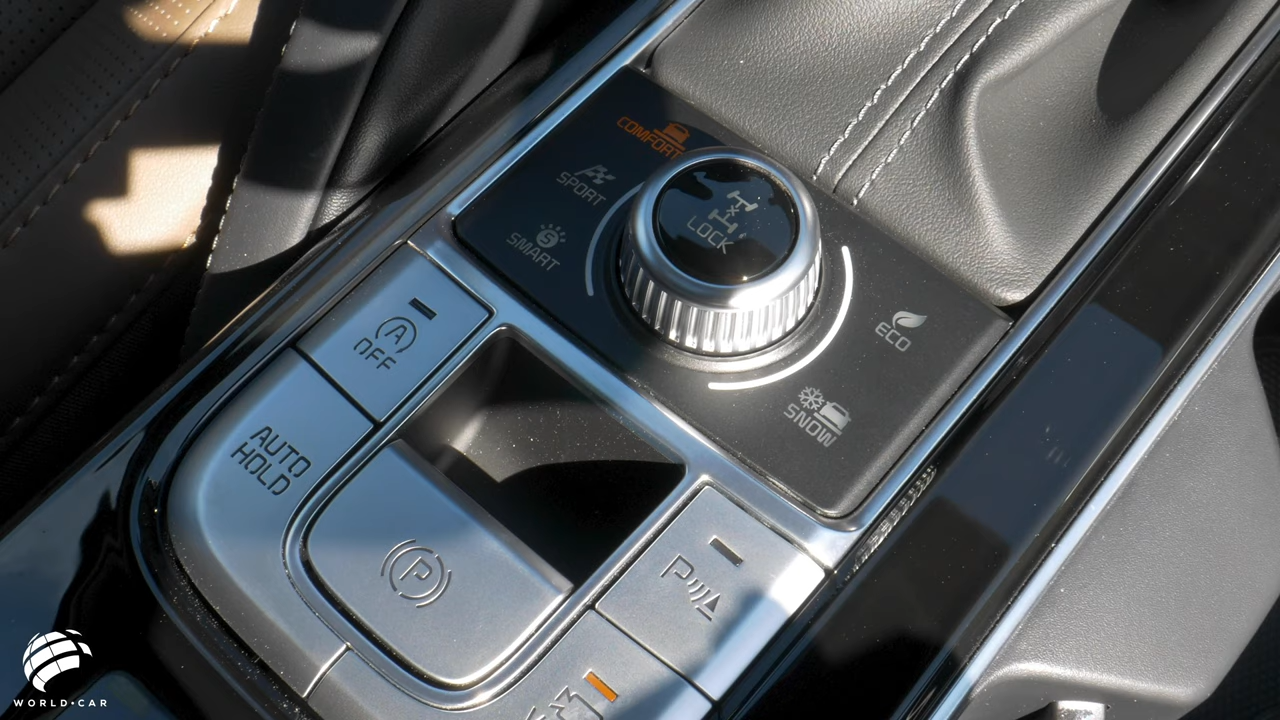 COMFORT
SPORT
SMART
LOCK
ECO
SNOW
A
OFF
AUTO
HOLD
P
P
WORLD•CAR